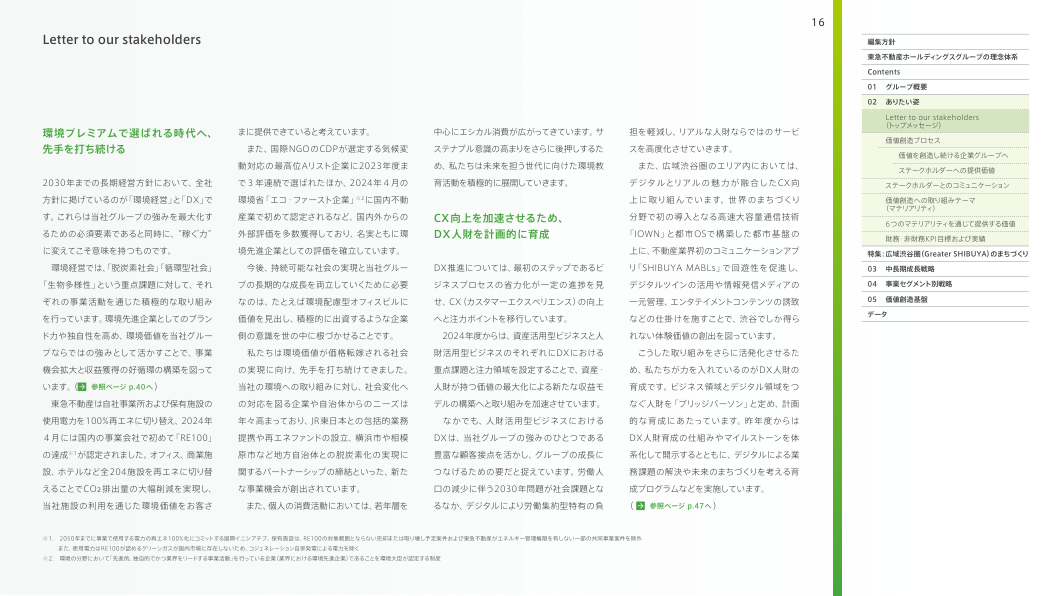 16
Letter to our stakeholders
環境プレミアムで選ばれる時代へ、
先手を打ち続ける
2030年までの長期経営方針において、全社
方針に掲げているのが「環境経営」と「DX」で
す。これらは当社グループの強みを最大化す
るための必須要素であると同時に、“稼ぐ力”
に変えてこそ意味を持つものです。
環境経営では、「脱炭素社会」「循環型社会」
「生物多様性」という重点課題に対して、それ
ぞれの事業活動を通じた積極的な取り組み
を行っています。環境先進企業としてのブラン
ド力や独自性を高め、環境価値を当社グルー
プならではの強みとして活かすことで、事業
機会拡大と収益獲得の好循環の構築を図って
います。（ 参照ページ p.40へ）
東急不動産は自社事業所および保有施設の
使用電力を100%再エネに切り替え、2024年
４月には国内の事業会社で初めて「RE100」
の達成※1が認定されました。オフィス、商業施
設、ホテルなど全204施設を再エネに切り替
えることでCO₂排出量の大幅削減を実現し、
当社施設の利用を通じた環境価値をお客さ
まに提供できていると考えています。
また、国際NGOのCDPが選定する気候変
動対応の最高位Aリスト企業に2023年度ま
で３年連続で選ばれたほか、2024年４月の
環境省「エコ・ファースト企業」※2に国内不動
産業で初めて認定されるなど、国内外からの
外部評価を多数獲得しており、名実ともに環
境先進企業としての評価を確立しています。
今後、持続可能な社会の実現と当社グルー
プの長期的な成長を両立していくために必要
なのは、たとえば環境配慮型オフィスビルに
価値を見出し、積極的に出資するような企業
側の意識を世の中に根づかせることです。
私たちは環境価値が価格転嫁される社会
の実現に向け、先手を打ち続けてきました。
当社の環境への取り組みに対し、社会変化へ
の対応を図る企業や自治体からのニーズは
年々高まっており、JR東日本との包括的業務
提携や再エネファンドの設立、横浜市や相模
原市など地方自治体との脱炭素化の実現に
関するパートナーシップの締結といった、新た
な事業機会が創出されています。
また、個人の消費活動においては、若年層を
中心にエシカル消費が広がってきています。サ
ステナブル意識の高まりをさらに後押しするた
め、私たちは未来を担う世代に向けた環境教
育活動を積極的に展開していきます。
CX向上を加速させるため、
DX人財を計画的に育成
DX推進については、最初のステップであるビ
ジネスプロセスの省力化が一定の進捗を見
せ、CX（カスタマーエクスペリエンス）の向上
へと注力ポイントを移行しています。
2024年度からは、資産活用型ビジネスと人
財活用型ビジネスのそれぞれにDXにおける
重点課題と注力領域を設定することで、資産・
人財が持つ価値の最大化による新たな収益モ
デルの構築へと取り組みを加速させています。
なかでも、人財活用型ビジネスにおける
DXは、当社グループの強みのひとつである
豊富な顧客接点を活かし、グループの成長に
つなげるための要だと捉えています。労働人
口の減少に伴う2030年問題が社会課題とな
るなか、デジタルにより労働集約型特有の負
担を軽減し、リアルな人財ならではのサービ
スを高度化させていきます。
また、広域渋谷圏のエリア内においては、
デジタルとリアルの魅力が融合したCX向
上に取り組んでいます。世界のまちづくり
分野で初の導入となる高速大容量通信技術
「IOWN」と都市OSで構築した都市基盤の
上に、不動産業界初のコミュニケーションアプ
リ「SHIBUYA MABLs」で回遊性を促進し、
デジタルツインの活用や情報発信メディアの
一元管理、エンタテイメントコンテンツの誘致
などの仕掛けを施すことで、渋谷でしか得ら
れない体験価値の創出を図っています。
こうした取り組みをさらに活発化させるた
め、私たちが力を入れているのがDX人財の
育成です。ビジネス領域とデジタル領域をつ
なぐ人財を「ブリッジパーソン」と定め、計画
的な育成にあたっています。昨年度からは
DX人財育成の仕組みやマイルストーンを体
系化して開示するとともに、デジタルによる業
務課題の解決や未来のまちづくりを考える育
成プログラムなどを実施しています。
（ 参照ページ p.47へ）
※1. 2050年までに事業で使用する電力の再エネ100%化にコミットする国際イニシアチブ。保有施設は、RE100の対象範囲とならない売却または取り壊し予定案件および東急不動産がエネルギー管理権限を有しない一部の共同事業案件を除外
また、使用電力はRE100が認めるグリーンガスが国内市場に存在しないため、コジェネレーション自家発電による電力を除く
※2. 環境の分野において「先進的、独自的でかつ業界をリードする事業活動」を行っている企業（業界における環境先進企業）であることを環境大臣が認定する制度
編集方針
東急不動産ホールディングスグループの理念体系
Contents
01 グループ概要
02 ありたい姿
Letter to our stakeholders
（トップメッセージ）
価値創造プロセス
価値を創造し続ける企業グループへ
ステークホルダーへの提供価値
ステークホルダーとのコミュニケーション
価値創造への取り組みテーマ
（マテリアリティ）
6つのマテリアリティを通じて提供する価値
財務・非財務KPI目標および実績
特集：広域渋谷圏（Greater SHIBUYA）のまちづくり
03 中長期成長戦略
04 事業セグメント別戦略
05 価値創造基盤
データ